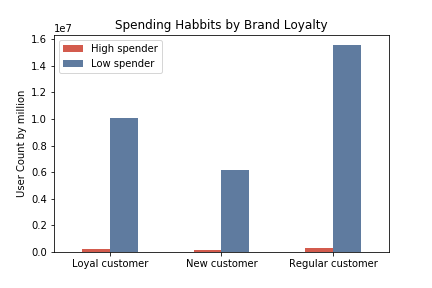 Spending Habbits by Brand Loyalty
1e7
High spender
Low spender
User Count by million
1.6
1.4
1.2
1.0
0.8
0.6
0.4
0.2
0.0
Loyal customer
New customer
Regular customer